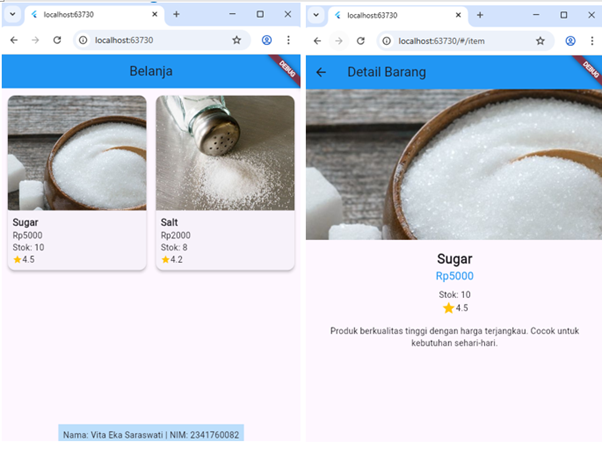 localhost:63730
localhost:63730
Belanja
DEBUG
Sugar
Rp5000
Stok: 10
4.5
Salt
Rp2000
Stok: 8
4.2
Nama: Vita Eka Saraswati | NIM: 2341760082
localhost:63730
localhost:63730/#/item
Detail Barang
DEBUG
Sugar
Rp5000
Stok: 10
4.5
Produk berkualitas tinggi dengan harga terjangkau. Cocok untuk
kebutuhan sehari-hari.